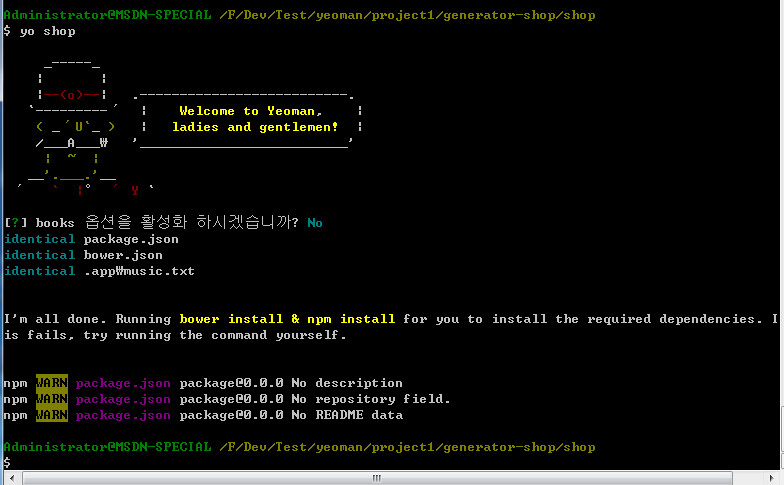 Administrator@MSDN-SPECIAL /F/Dev/Test/yeoman/project1/generator-shop/shop
$ yo shop
Welcome to Yeoman,
ladies and gentlemen!
[?] books 옵션을 활성화 하시겠습니까? No
identical package.json
identical bower.json
identical .app₩music.txt
I'm all done. Running bower install & npm install for you to install the required dependencies. I
is fails, try running the command yourself.
npm WARN package.json package@0.0.0 No description
npm WARN package.json package@0.0.0 No repository field.
npm WARN package.json package@0.0.0 No README data
Administrator@MSDN-SPECIAL /F/Dev/Test/yeoman/project1/generator-shop/shop
$